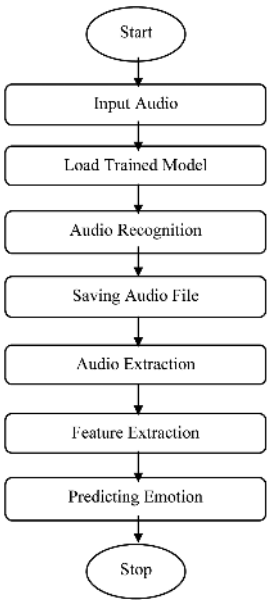 Start
Input Audio
Load Trained Model
Audio Recognition
Saving Audio File
Audio Extraction
Feature Extraction
Predicting Emotion
Stop